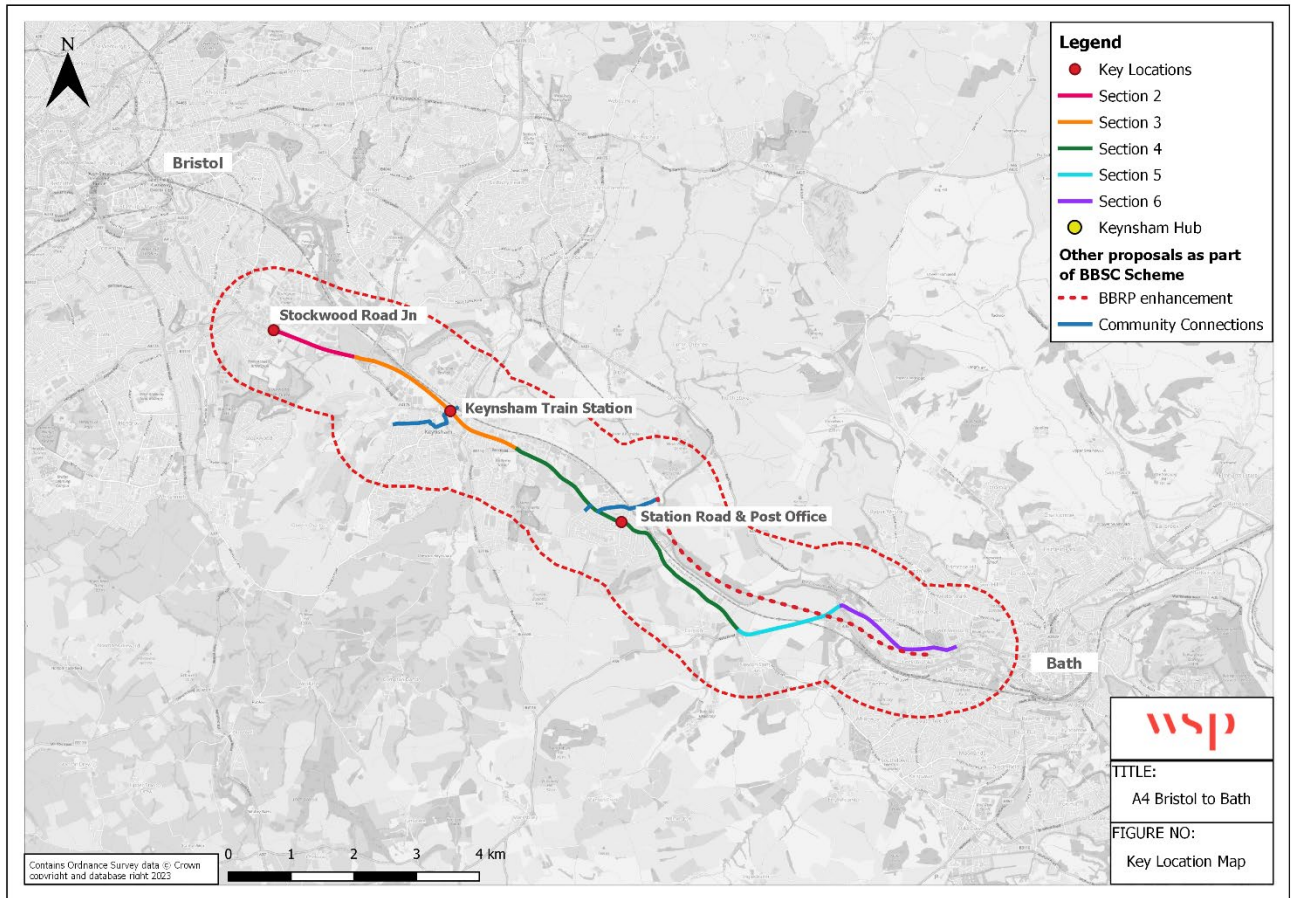 N
Bristol
Stockwood Road Jn
Keynsham Train Station
Station Road & Post Office
Bath
Legend
Key Locations
Section 2
Section 3
Section 4
Section 5
Section 6
Keynsham Hub
Other proposals as part
of BBSC Scheme
BBRP enhancement
Community Connections
wsp
TITLE:
A4 Bristol to Bath
FIGURE NO:
Key Location Map
Contains Ordnance Survey data © Crown
copyright and database right 2023
0 1 2 3 4 km